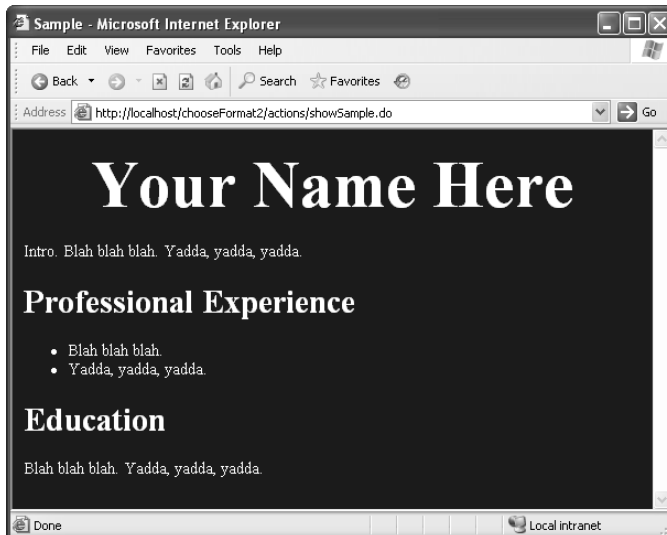 Sample - Microsoft Internet Explorer
File Edit View Favorites Tools Help
Back Search Favorites
Address http://localhost/chooseFormat2/actions/showSample.do Go
Your Name Here
Intro. Blah blah blah. Yadda, yadda, yadda.
Professional Experience
• Blah blah blah.
• Yadda, yadda, yadda.
Education
Blah blah blah. Yadda, yadda, yadda.
Done Local intranet